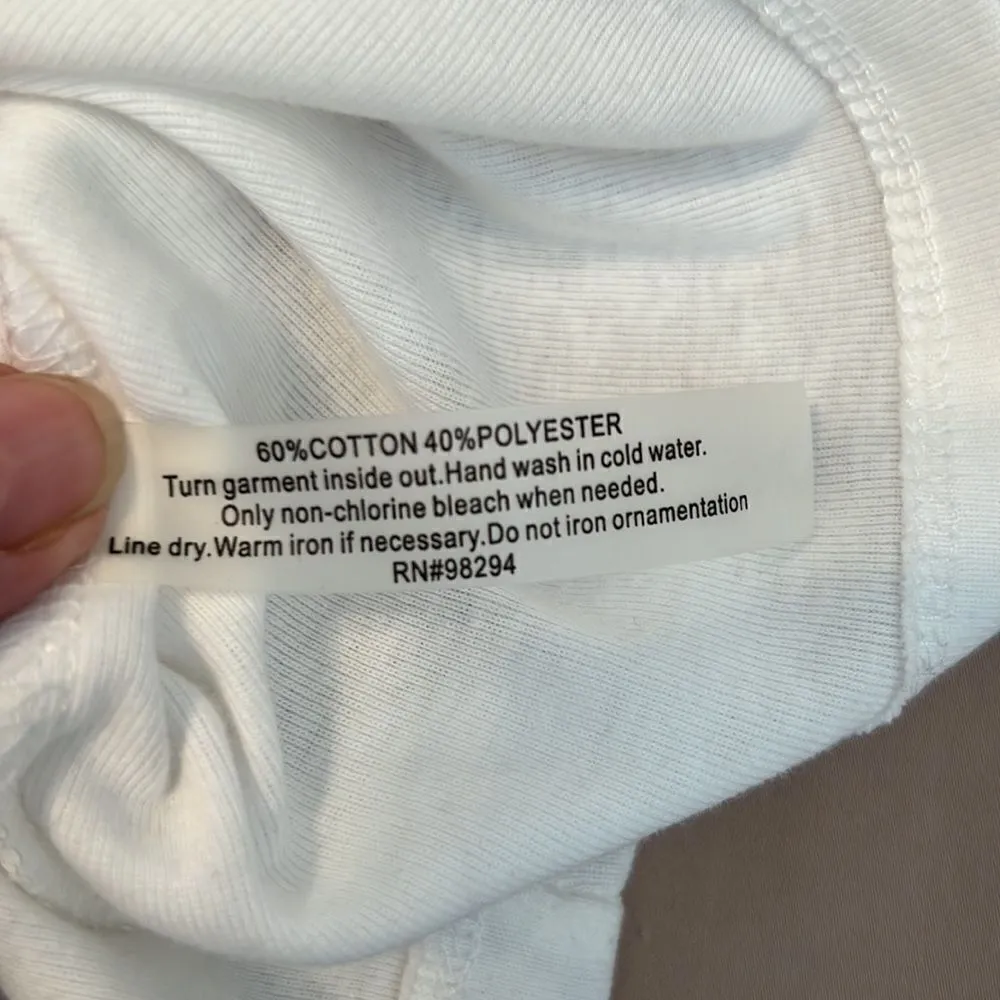 60%COTTON 40%POLYESTER
Turn garment inside out.Hand wash in cold water.
Only non-chlorine bleach when needed.
Line dry.Warm iron if necessary.Do not iron ornamentation
RN#98294